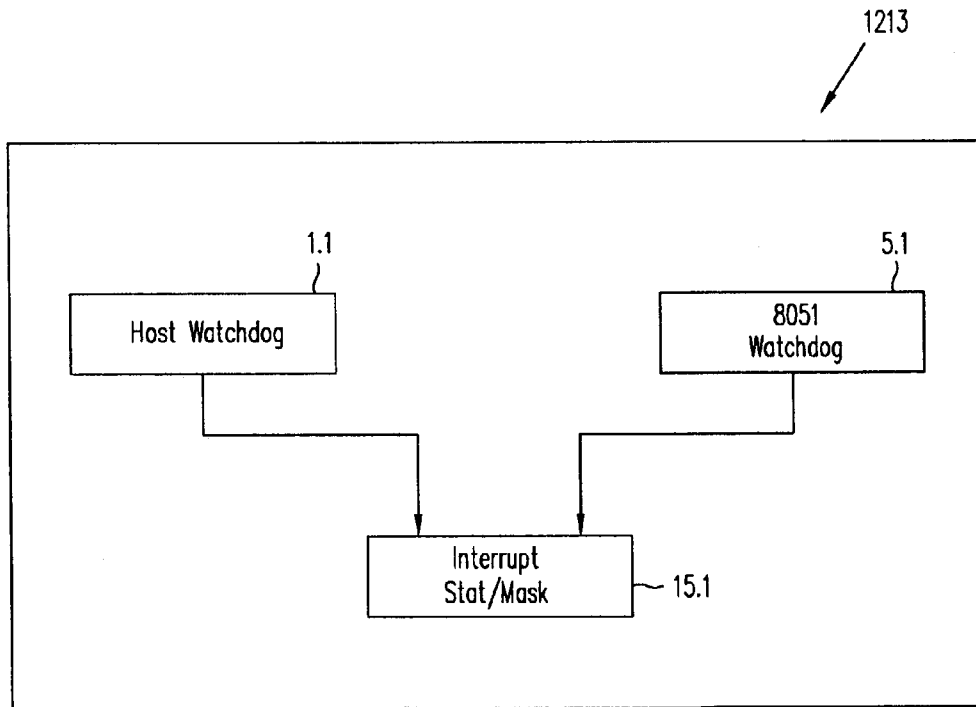 1213
1.1
5.1
Host Watchdog
8051
Watchdog
Interrupt
Stat/Mask
15.1